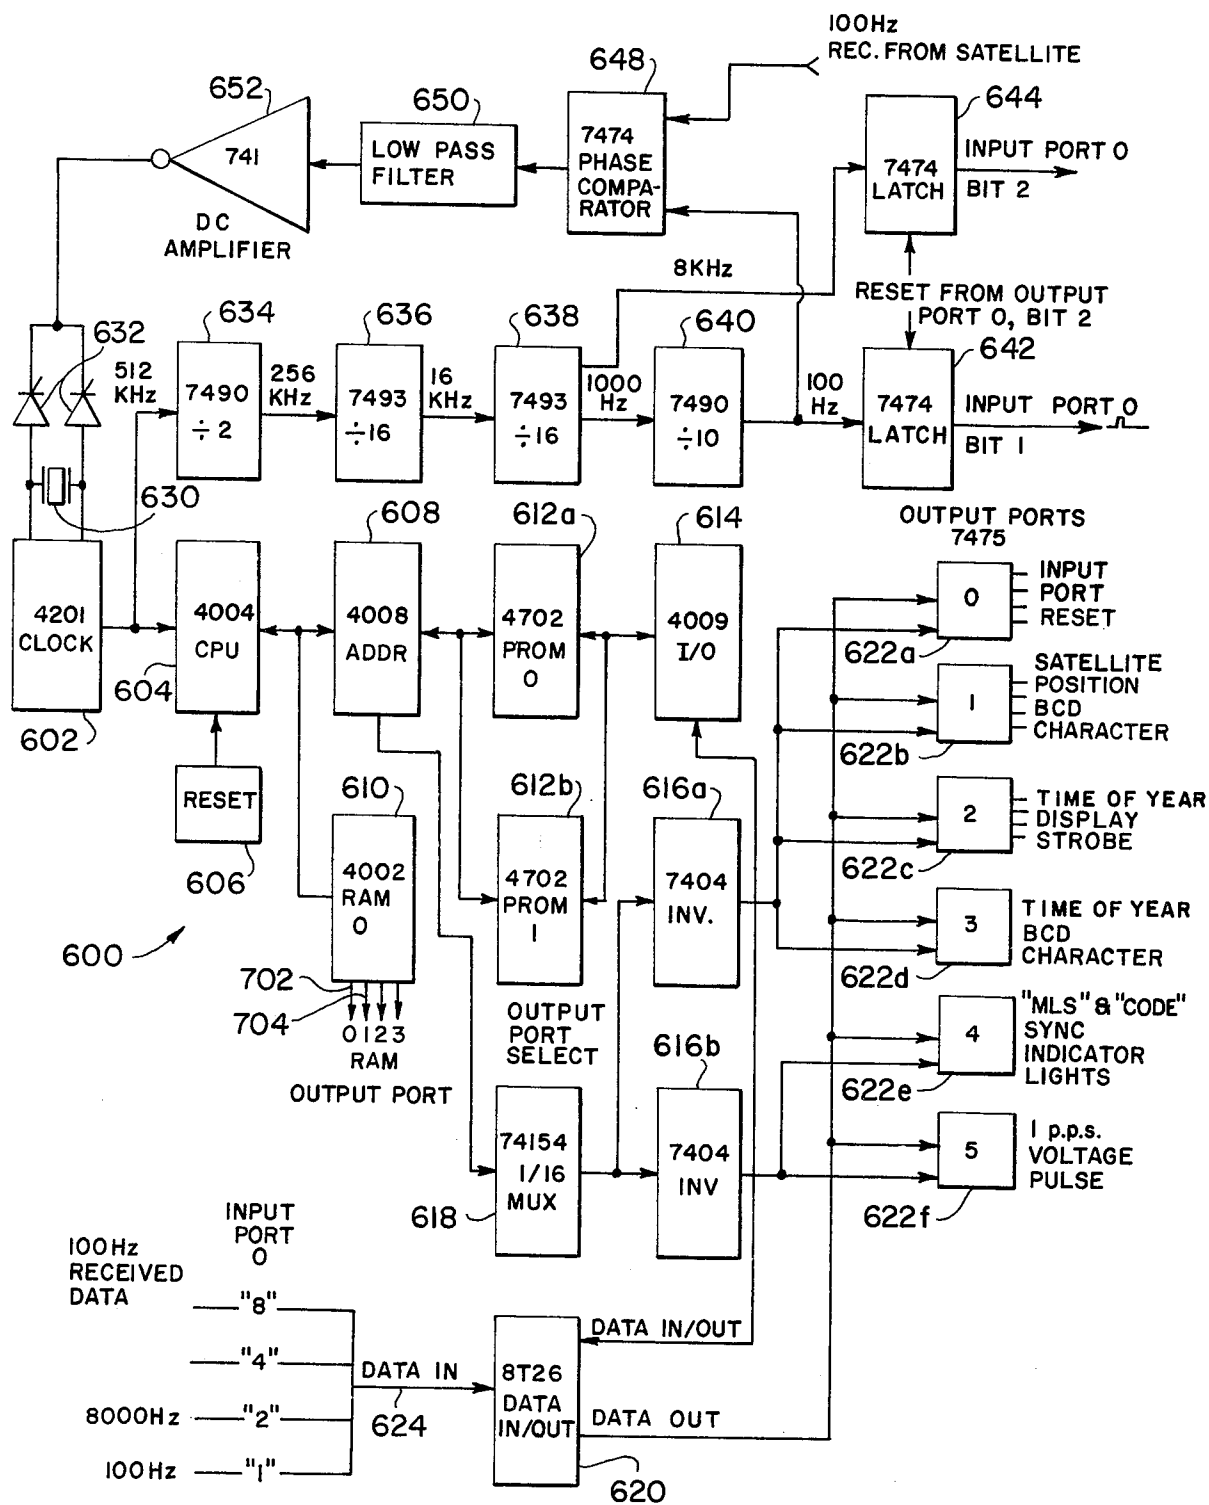 100Hz
REC. FROM SATELLITE
648
652
650
644
741
LOW PASS
FILTER
7474
PHASE
COMPA-
RATOR
7474
LATCH
INPUT PORT 0
BIT 2
DC
AMPLIFIER
8KHz
RESET FROM OUTPUT
PORT 0, BIT 2
634
636
638
640
642
632
512
KHz
7490
÷2
256
KHz
7493
÷16
16
KHz
7493
÷16
1000
Hz
7490
÷10
100
Hz
7474
LATCH
INPUT PORT 0
BIT 1
630
608
612a
614
OUTPUT PORTS
7475
4201
CLOCK
4004
CPU
4008
ADDR
4702
PROM
0
4009
I/O
0
INPUT
PORT
RESET
622a
604
602
1
SATELLITE
POSITION
BCD
CHARACTER
622b
RESET
606
610
612b
616a
2
TIME OF YEAR
DISPLAY
STROBE
622c
4002
RAM
0
4702
PROM
1
7404
INV.
3
TIME OF YEAR
BCD
CHARACTER
622d
600
702
704
0123
RAM
OUTPUT PORT
OUTPUT
PORT
SELECT
616b
4
"MLS" & "CODE"
SYNC
INDICATOR
LIGHTS
622e
74154
1/16
MUX
618
7404
INV
5
1 p.p.s.
VOLTAGE
PULSE
622f
INPUT
PORT
0
100Hz
RECEIVED
DATA
"8"
"4"
8000Hz "2"
100Hz "1"
DATA IN
624
8T26
DATA
IN/OUT
DATA IN/OUT
DATA OUT
620